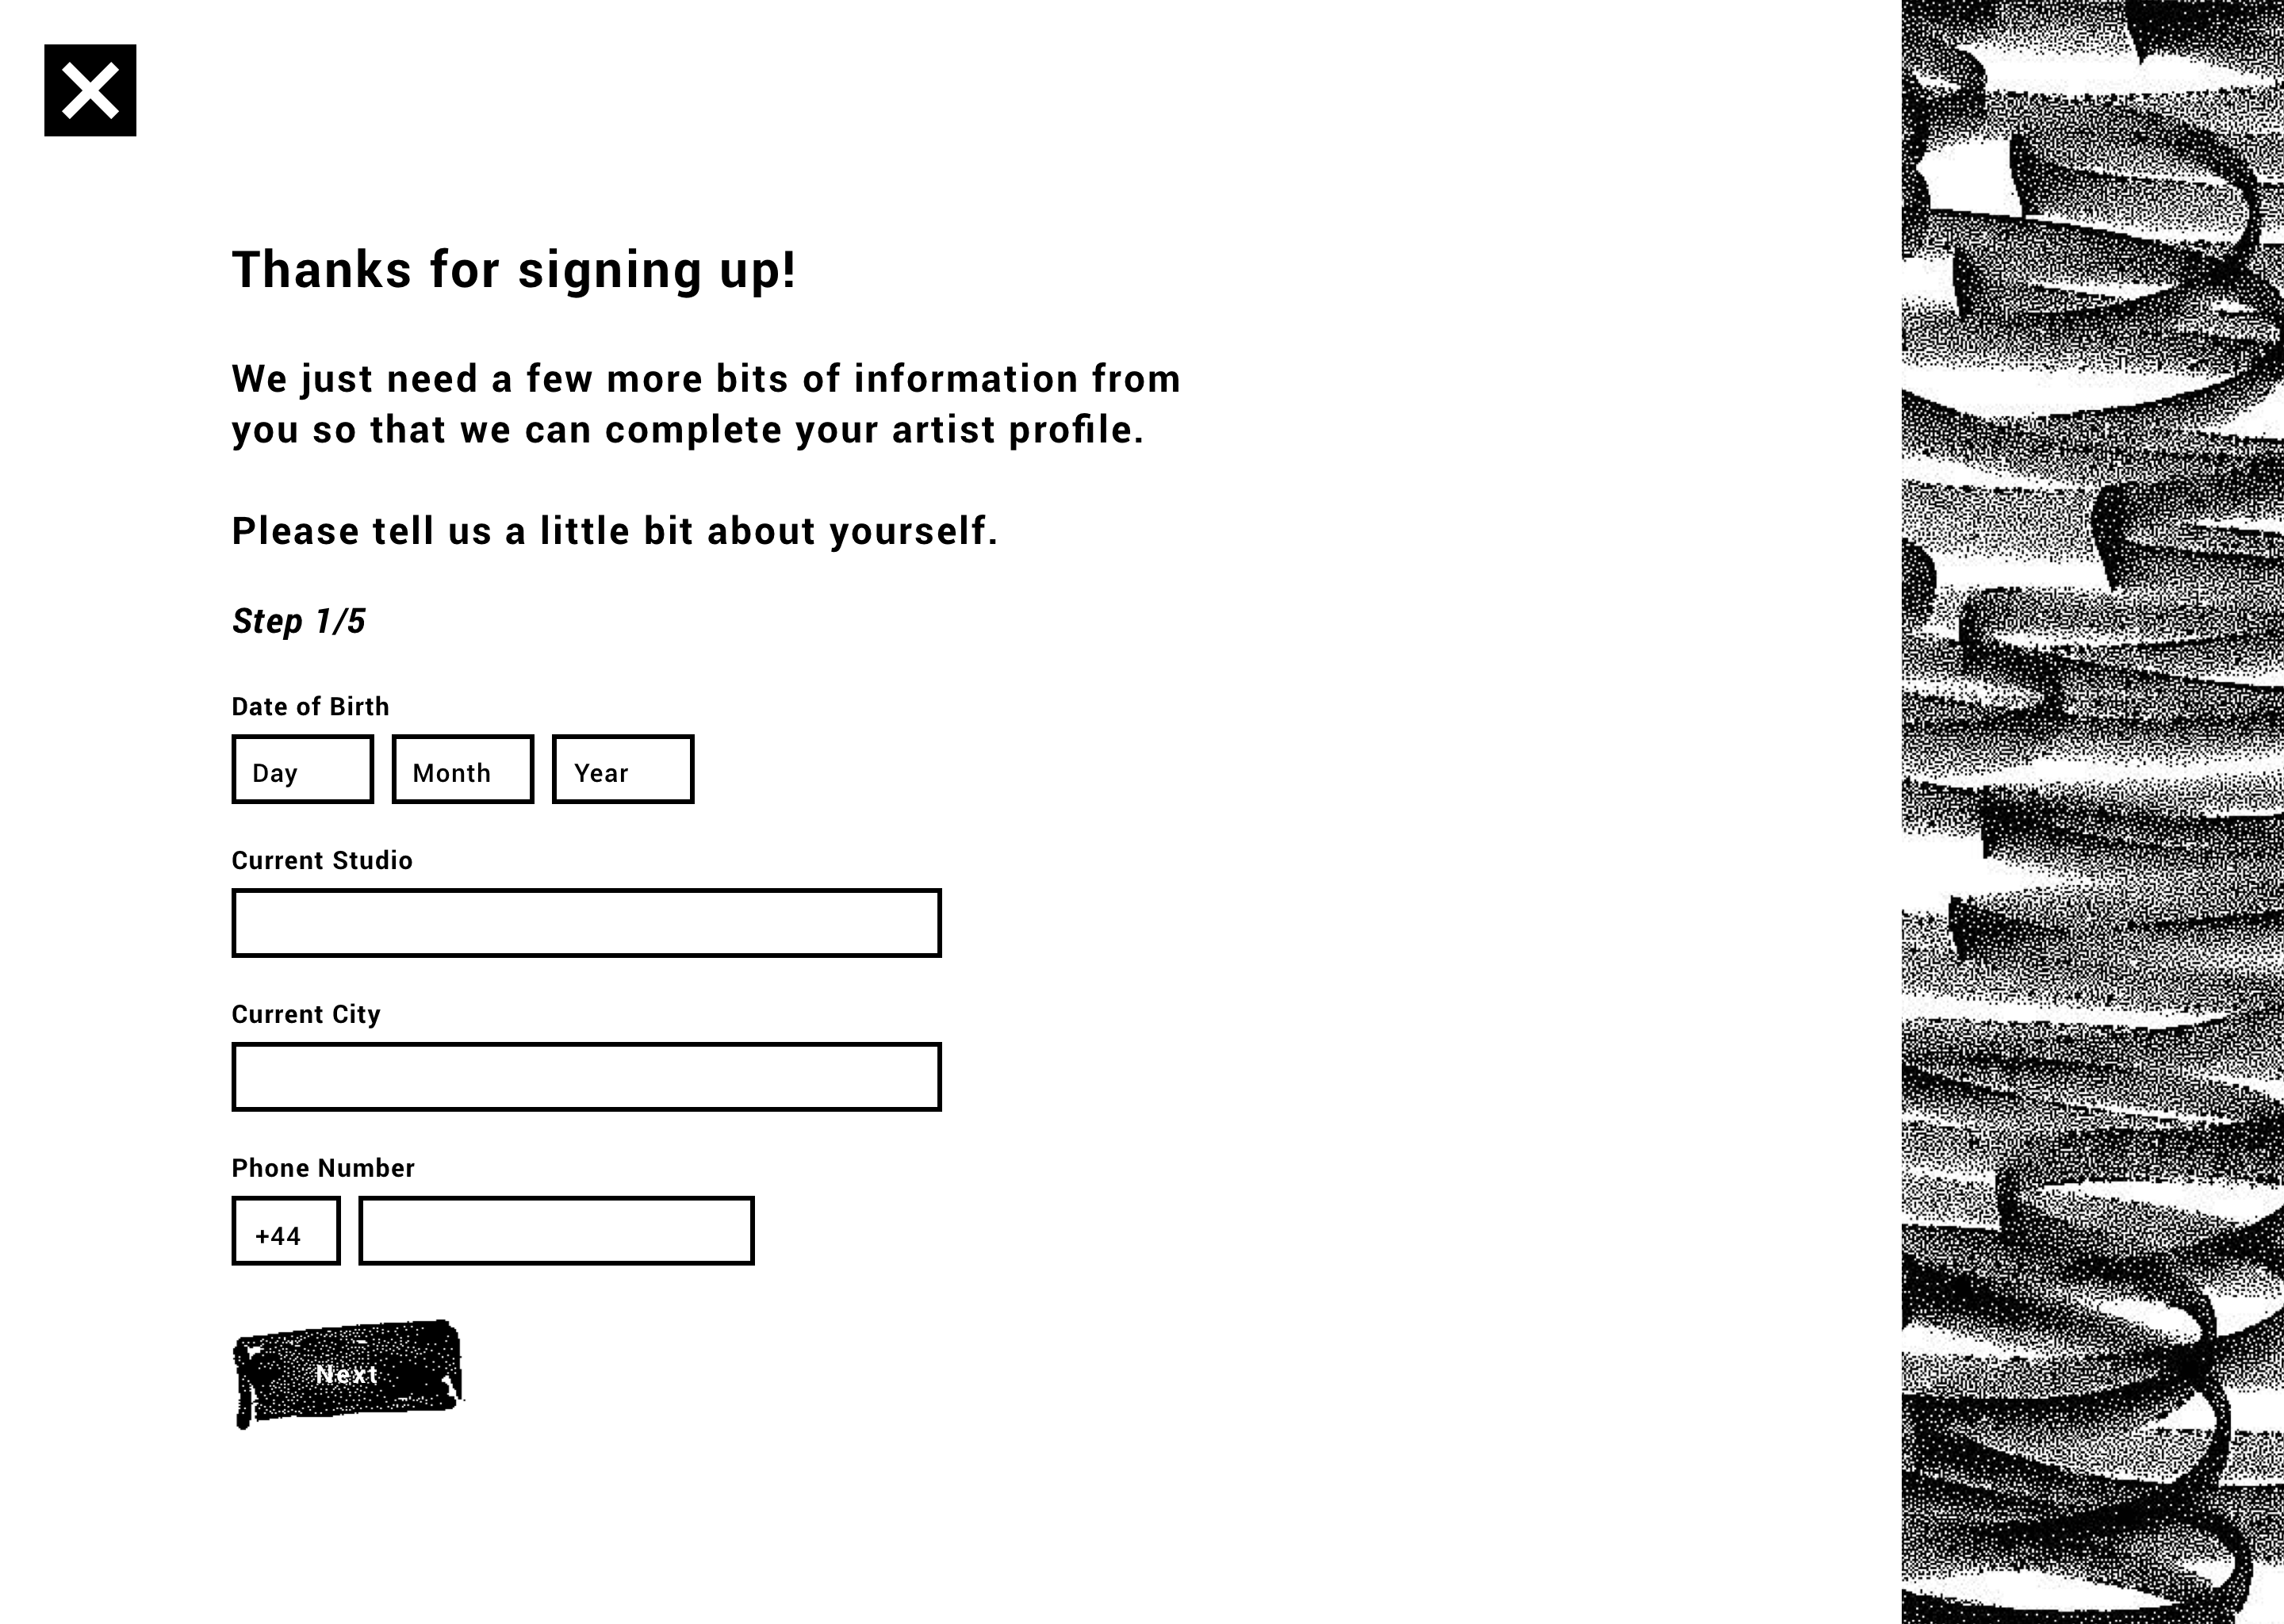 Thanks for signing up!
We just need a few more bits of information from
you so that we can complete your artist profile.
Please tell us a little bit about yourself.
Step 1/5
Date of Birth
Day Month Year
Current Studio
Current City
Phone Number
+44
Next